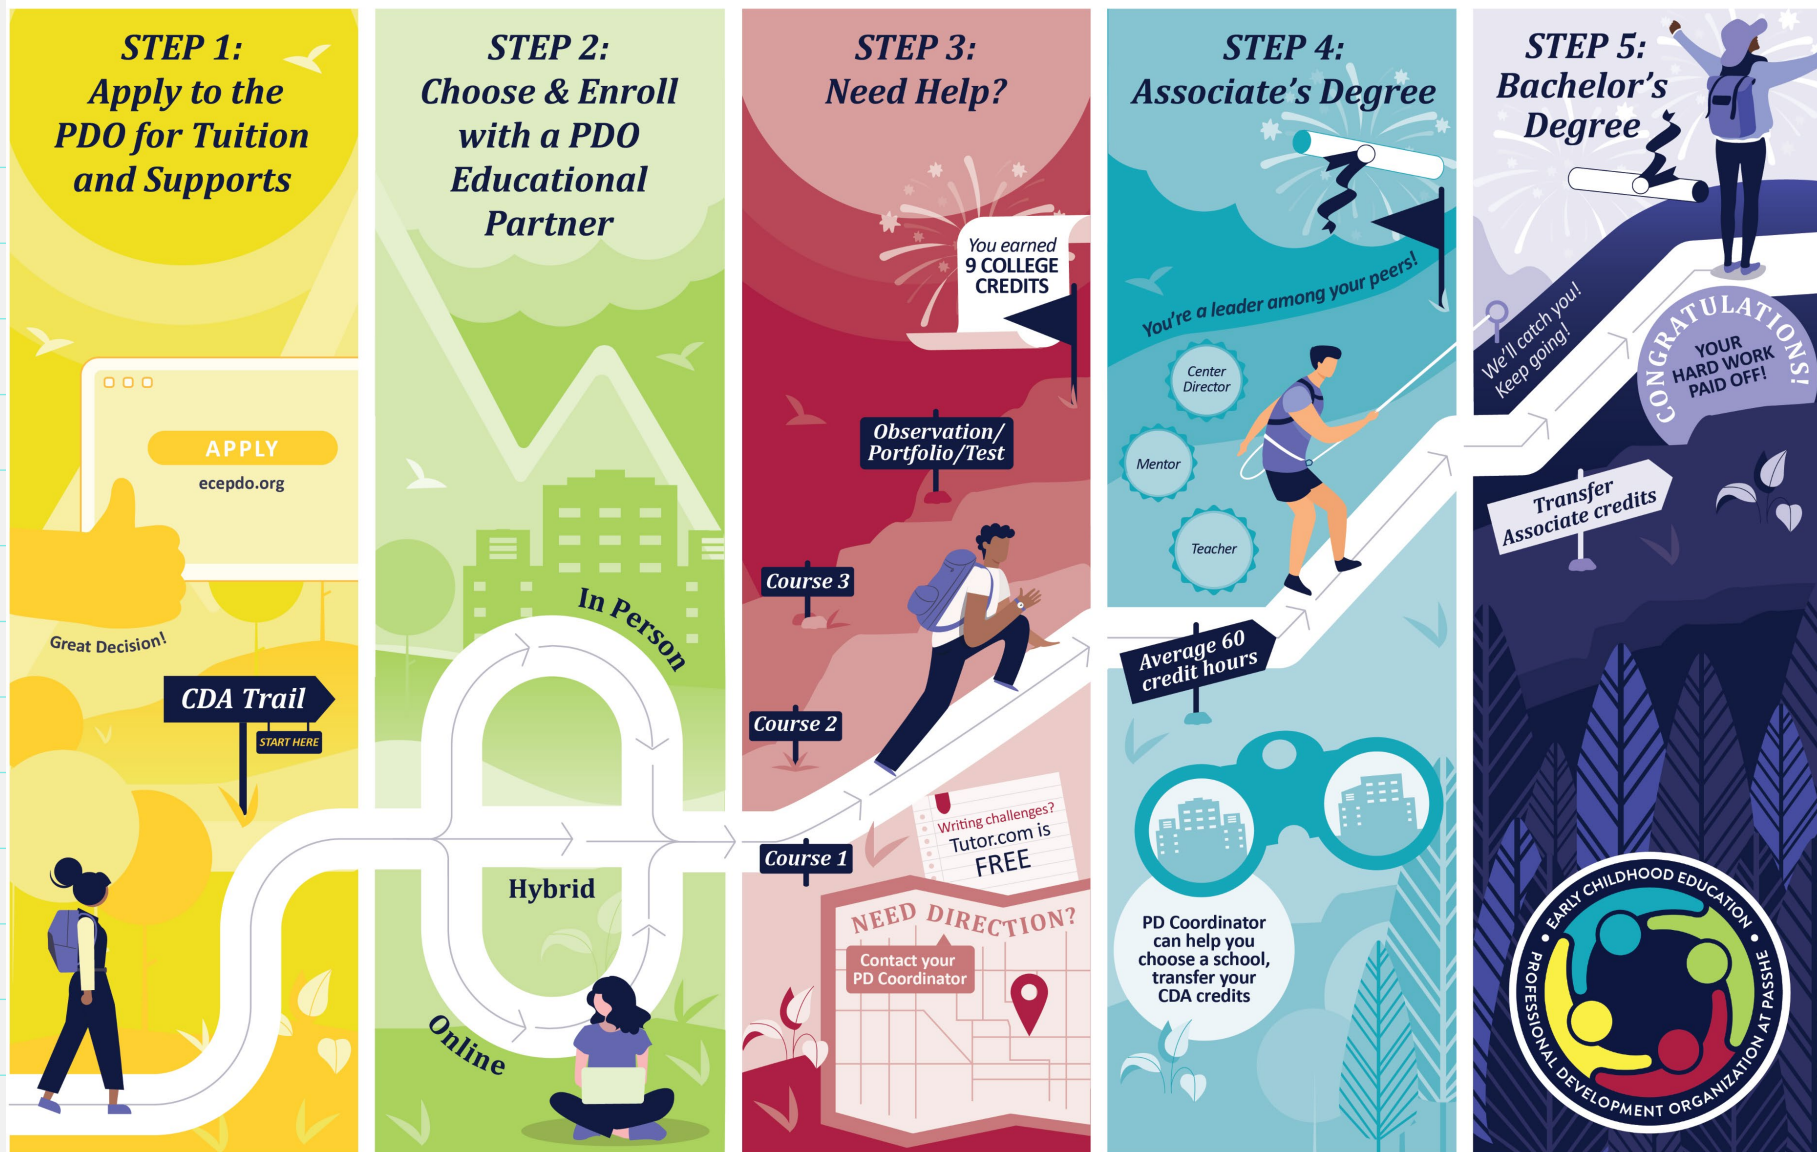 STEP 1:
Apply to the
PDO for Tuition
and Supports
APPLY
ecepdo.org
Great Decision!
CDA Trail
START HERE
STEP 2:
Choose & Enroll
with a PDO
Educational
Partner
In Person
Hybrid
Online
STEP 3:
Need Help?
You earned
9 COLLEGE
CREDITS
Observation/
Portfolio/Test
Course 3
Course 2
Course 1
Writing challenges?
Tutor.com is
FREE
NEED DIRECTION?
Contact your
PD Coordinator
STEP 4:
Associate's Degree
You're a leader among your peers!
Center
Director
Mentor
Teacher
Average 60
credit hours
PD Coordinator
can help you
choose a school,
transfer your
CDA credits
STEP 5:
Bachelor's
Degree
We'll catch you!
Keep going!
CONGRATULATIONS!
YOUR
HARD WORK
PAID OFF!
Transfer
Associate credits
• EARLY CHILDHOOD EDUCATION •
PROFESSIONAL DEVELOPMENT ORGANIZATION AT PASSHE